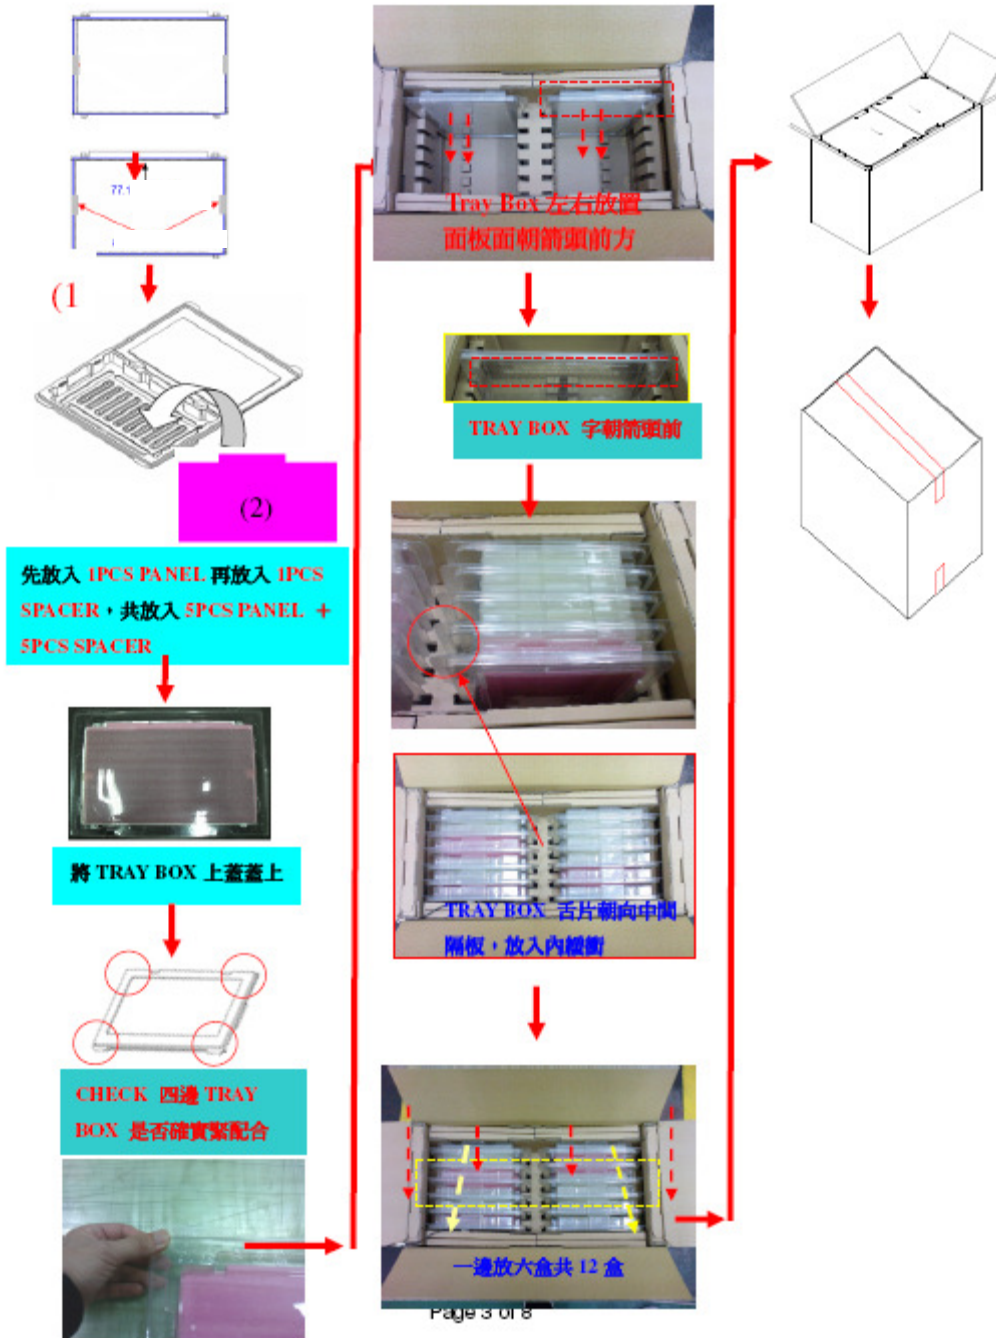 77.1
(1
(2)
先放入 1PCS PANEL 再放入 1PCS
SPACER，共放入 5PCS PANEL ＋
5PCS SPACER
將 TRAY BOX 上蓋蓋上
CHECK 四邊 TRAY
BOX 是否確實緊配合
Tray Box 左右放置
面板面朝箭頭前方
TRAY BOX 字朝箭頭前
TRAY BOX 舌片朝向中間
隔板，放入內緩衝
一邊放六盒共 12 盒
Page 3 of 8